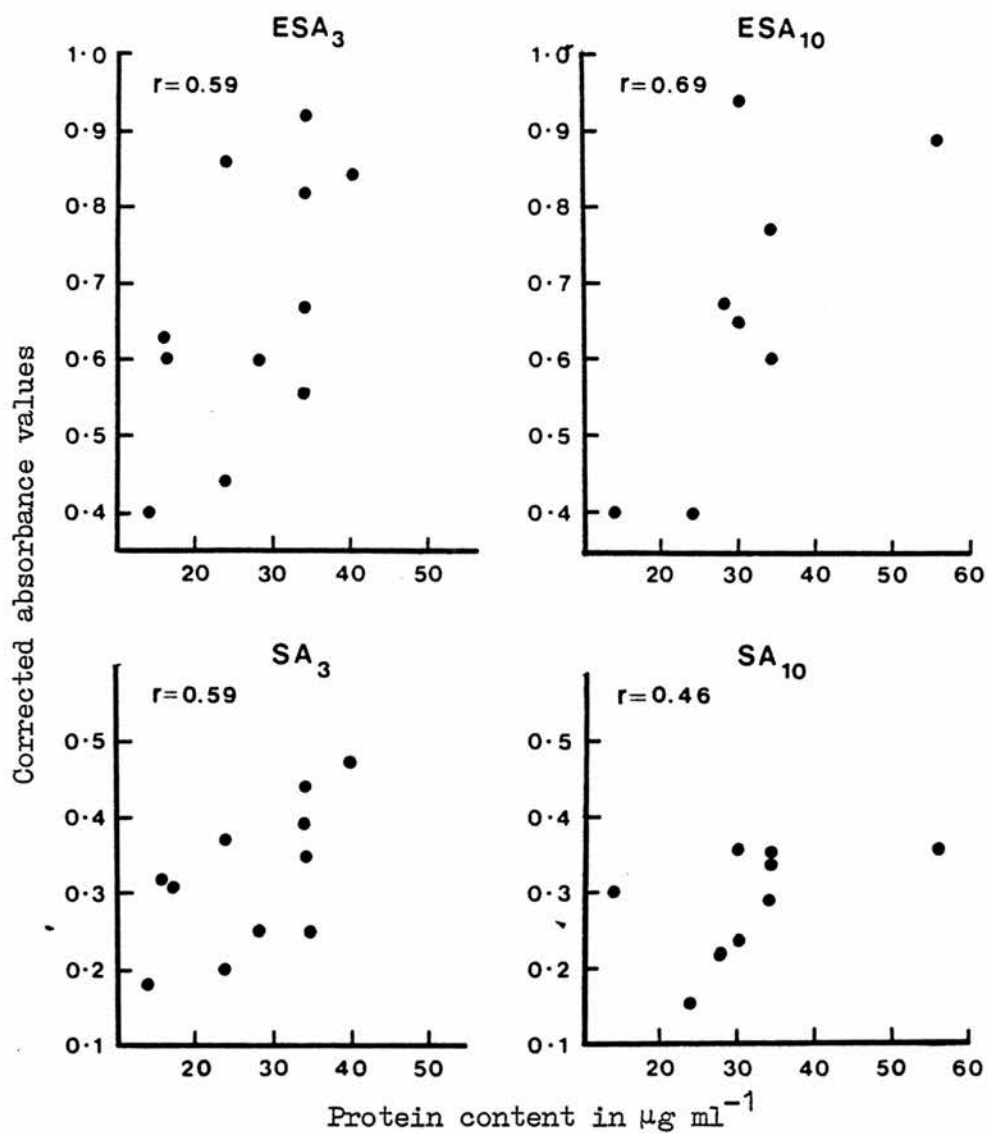 ESA₃
ESA₁₀
r=0.59
r=0.69
1·0
0·9
0·8
0·7
0·6
0·5
0·4
20 30 40 50
1·0
0·9
0·8
0·7
0·6
0·5
0·4
20 30 40 50 60
Corrected absorbance values
SA₃
SA₁₀
r=0.59
r=0.46
0·5
0·4
0·3
0·2
0·1
20 30 40 50
0·5
0·4
0·3
0·2
0·1
20 30 40 50 60
Protein content in µg ml⁻¹